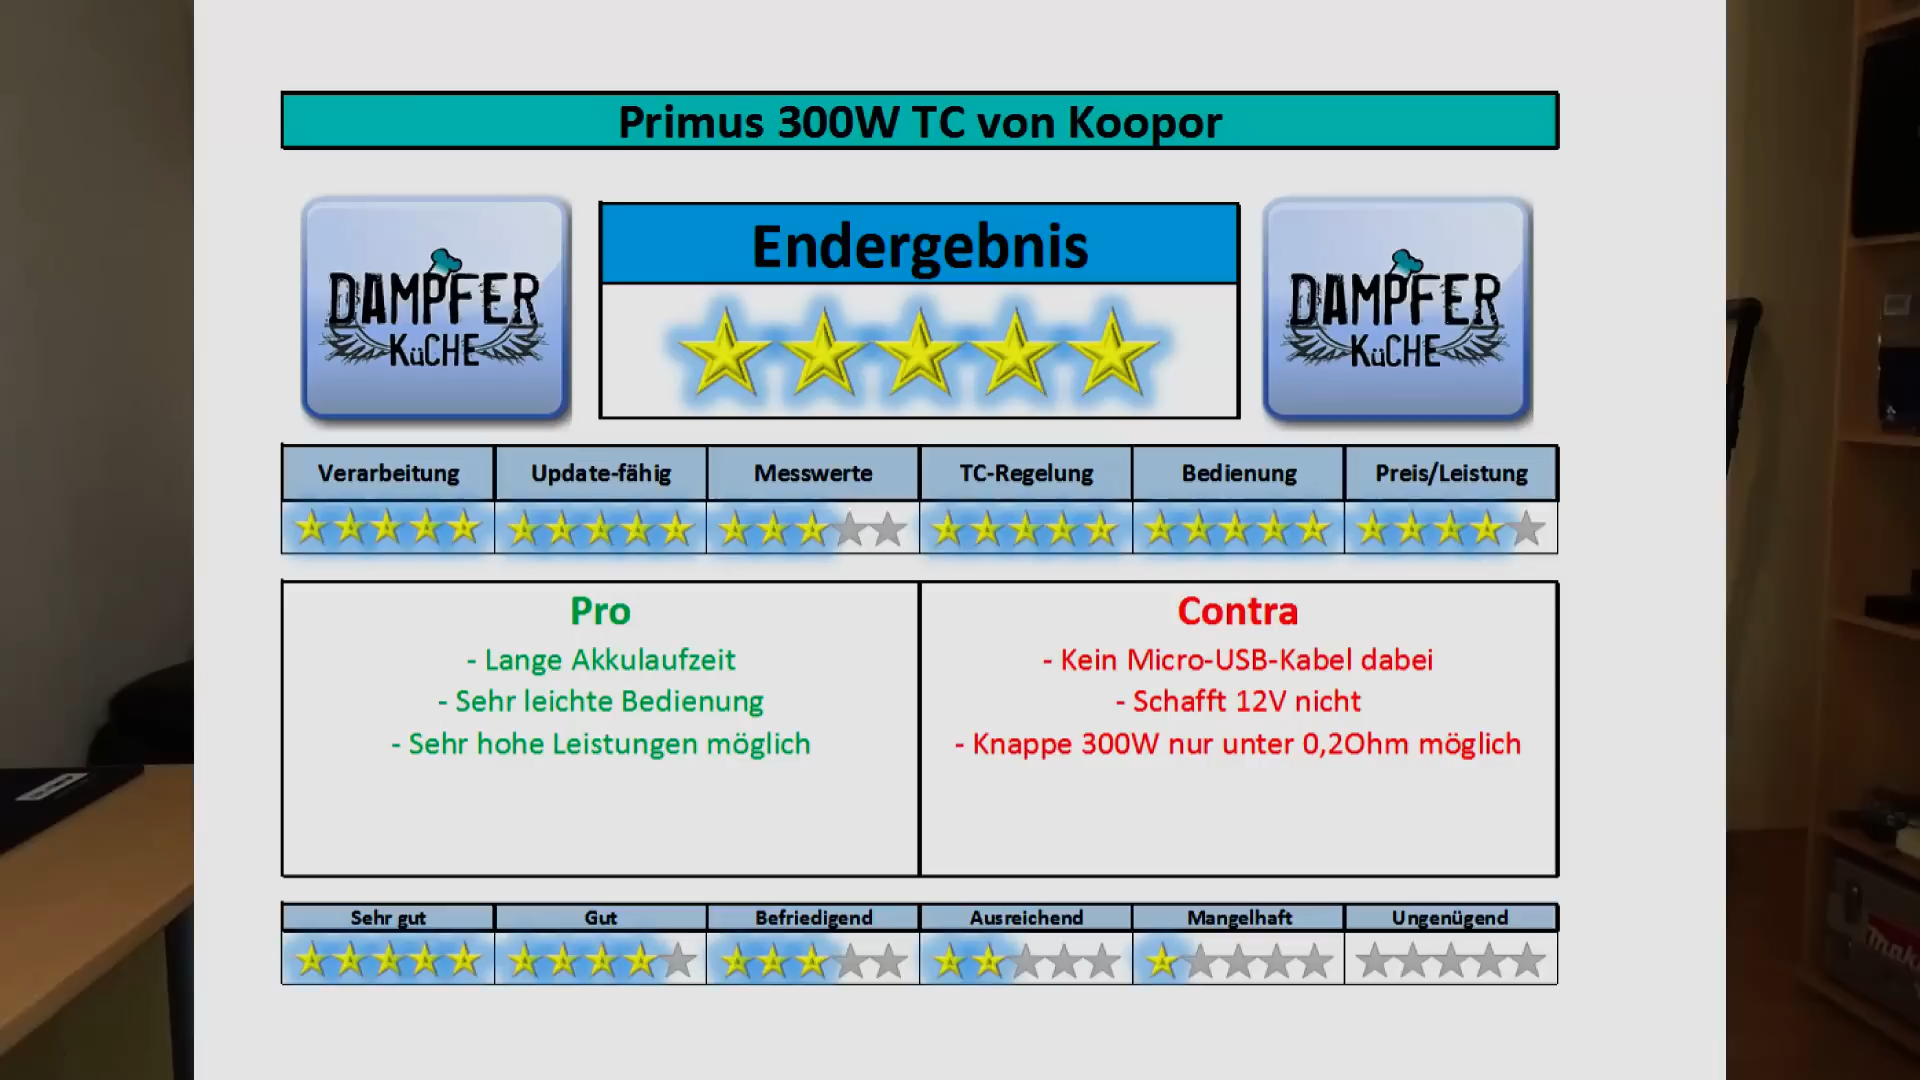 Primus 300W TC von Koopor
DAMPFER
KüCHE
Endergebnis
DAMPFER
KüCHE
Verarbeitung Update-fähig Messwerte TC-Regelung Bedienung Preis/Leistung
Pro
- Lange Akkulaufzeit
- Sehr leichte Bedienung
- Sehr hohe Leistungen möglich
Contra
- Kein Micro-USB-Kabel dabei
- Schafft 12V nicht
- Knappe 300W nur unter 0,2Ohm möglich
Sehr gut Gut Befriedigend Ausreichend Mangelhaft Ungenügend